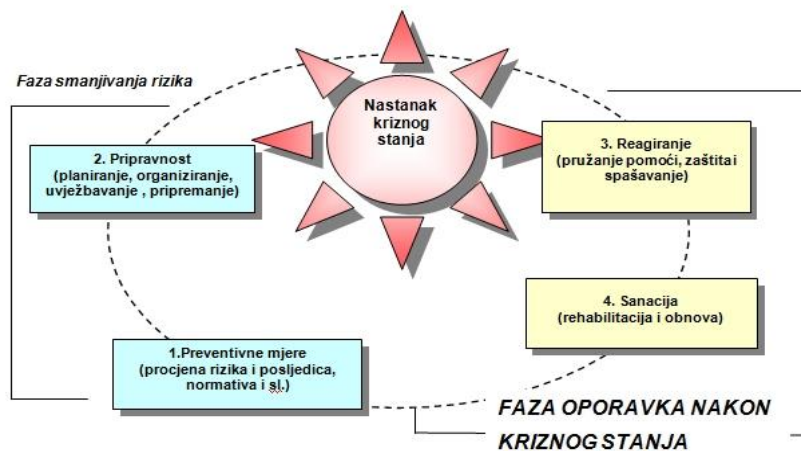 Faza smanjivanja rizika
Nastanak
kriznog
stanja
2. Pripravnost
(planiranje, organiziranje,
uvježbavanje , pripremanje)
3. Reagiranje
(pružanje pomoći, zaštita i
spašavanje)
4. Sanacija
(rehabilitacija i obnova)
1.Preventivne mjere
(procjena rizika i posljedica,
normativa i sl.)
FAZA OPORAVKA NAKON
KRIZNOG STANJA